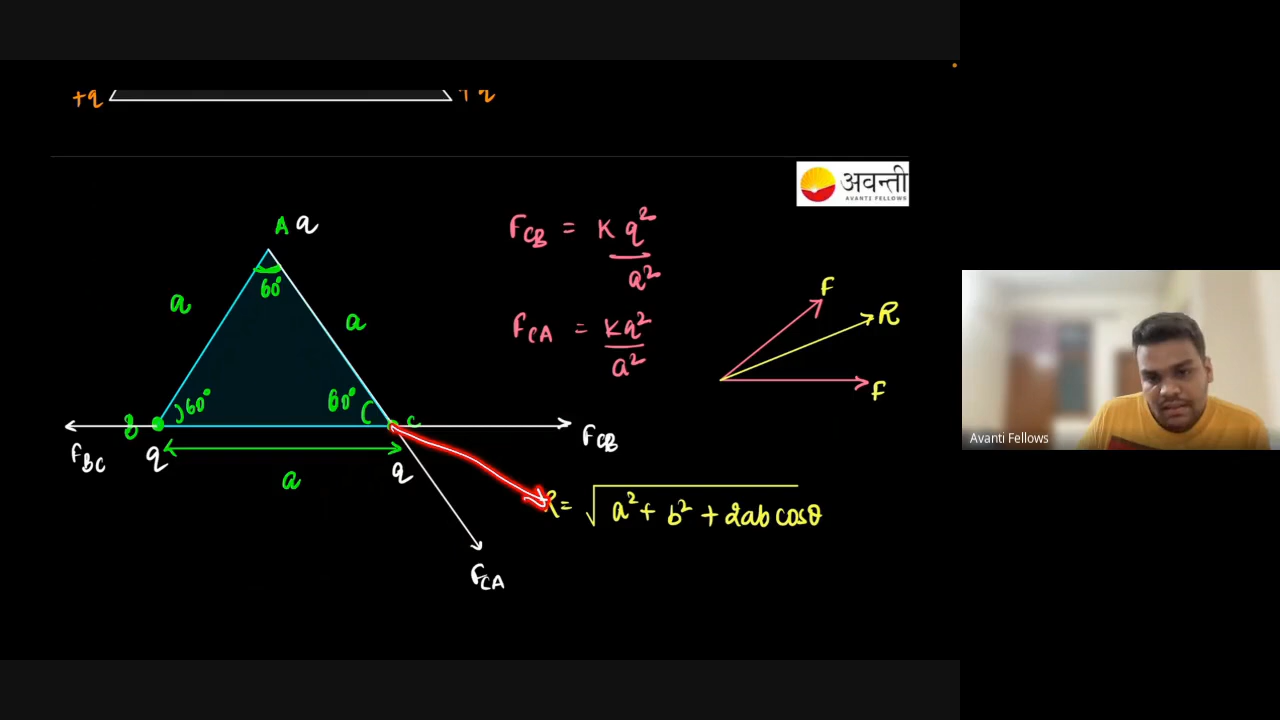 +q +q
अवन्ती
AVANTI FELLOWS
A q
F_CB = K q²/a²
60°
a a
F_CA = Kq²/a²
F
R
F
60° 60°
B C
F_BC q q F_CB
a
R = √(a² + b² + 2ab cosθ)
F_CA
Avanti Fellows